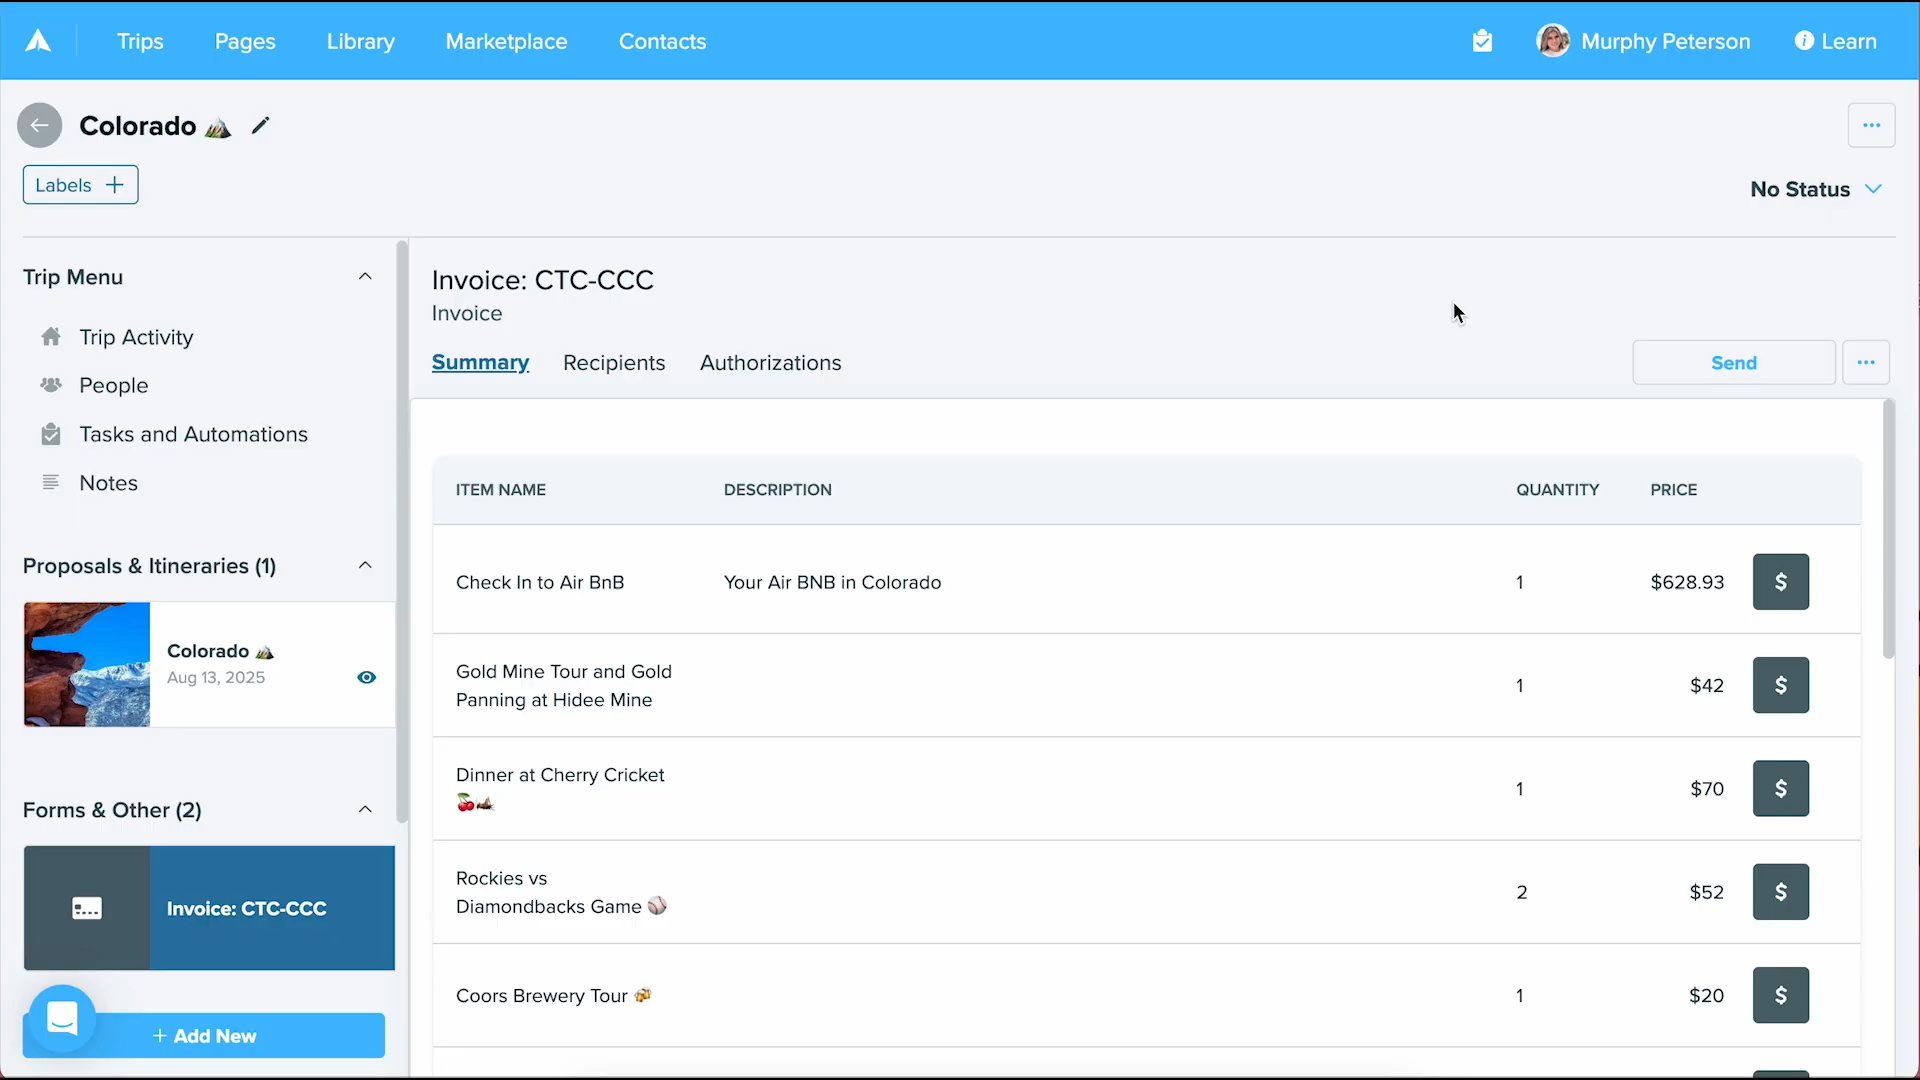 Trips
Pages
Library
Marketplace
Contacts
Murphy Peterson
Learn
Colorado
Labels +
No Status
Trip Menu
Trip Activity
People
Tasks and Automations
Notes
Proposals & Itineraries (1)
Colorado
Aug 13, 2025
Forms & Other (2)
Invoice: CTC-CCC
+ Add New
Invoice: CTC-CCC
Invoice
Summary
Recipients
Authorizations
Send
ITEM NAME
DESCRIPTION
QUANTITY
PRICE
Check In to Air BnB
Your Air BNB in Colorado
1
$628.93
$
Gold Mine Tour and Gold
Panning at Hidee Mine
1
$42
$
Dinner at Cherry Cricket
🍒🦗
1
$70
$
Rockies vs
Diamondbacks Game ⚾
2
$52
$
Coors Brewery Tour 🍻
1
$20
$